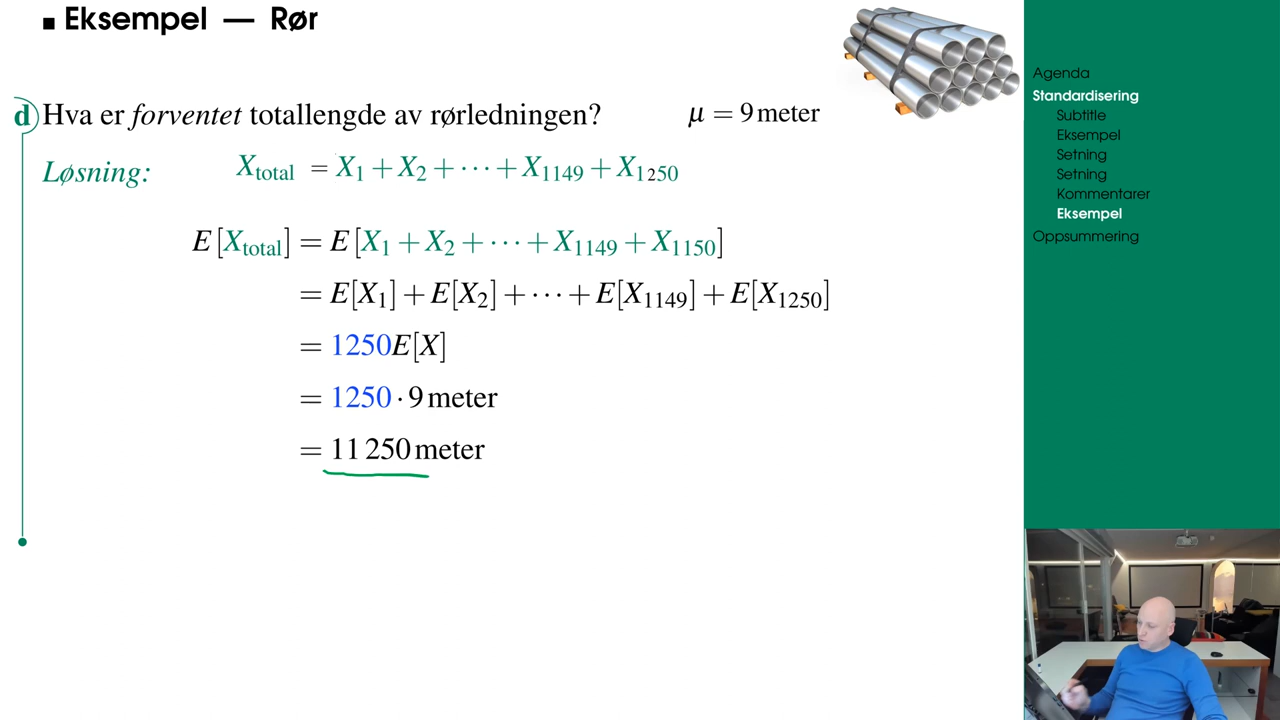 ▪ Eksempel — Rør
d) Hva er forventet totallengde av rørledningen? μ = 9 meter
Løsning: X_total = X_1 + X_2 + ⋯ + X_1149 + X_1250
E[X_total] = E[X_1 + X_2 + ⋯ + X_1149 + X_1150]
= E[X_1] + E[X_2] + ⋯ + E[X_1149] + E[X_1250]
= 1250E[X]
= 1250 · 9 meter
= 11 250 meter
Agenda
Standardisering
Subtitle
Eksempel
Setning
Setning
Kommentarer
Eksempel
Oppsummering